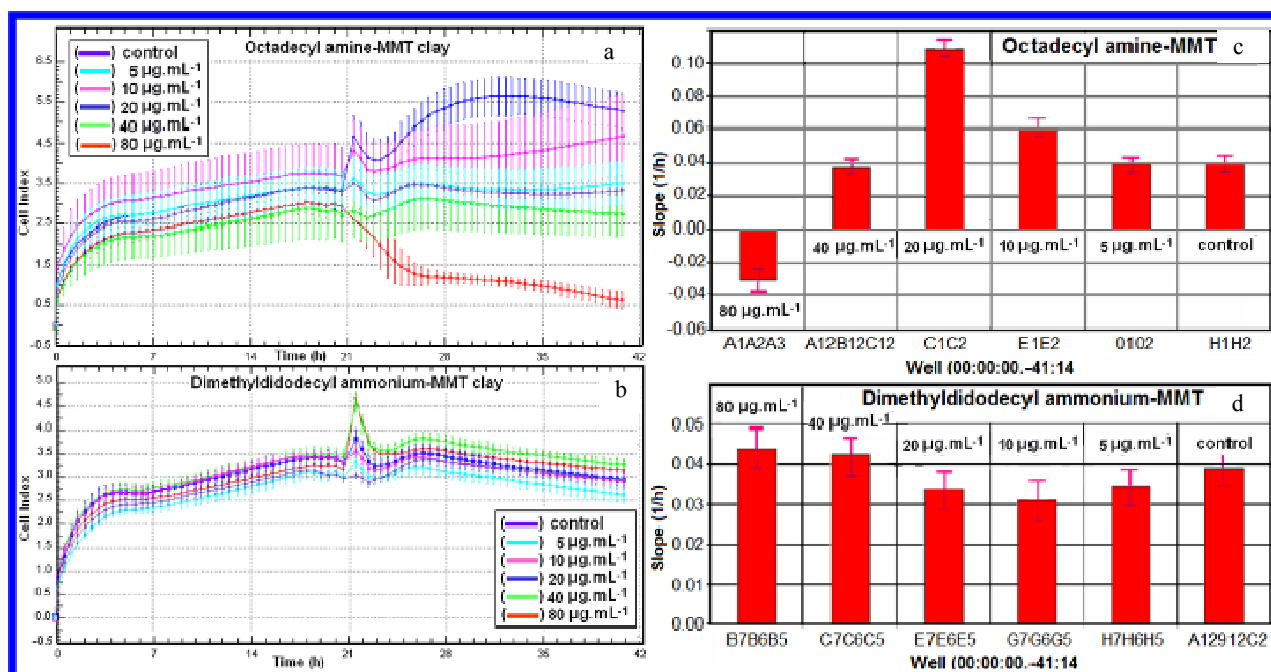 Octadecyl amine-MMT clay
a
(—) control
(—) 5 µg.mL-1
(—) 10 µg.mL-1
(—) 20 µg.mL-1
(—) 40 µg.mL-1
(—) 80 µg.mL-1
Cell Index
6.5
5.5
4.5
3.5
2.5
1.5
0.5
-0.5
0 7 14 21 28 35 42
Time (h)
Dimethyldidodecyl ammonium-MMT clay
b
Cell Index
5.0
4.5
4.0
3.5
3.0
2.5
2.0
1.5
1.0
0.5
0.0
-0.5
(—) control
(—) 5 µg.mL-1
(—) 10 µg.mL-1
(—) 20 µg.mL-1
(—) 40 µg.mL-1
(—) 80 µg.mL-1
0 7 14 21 28 35 42
Time (h)
Octadecyl amine-MMT
c
Slope (1/h)
0.10
0.08
0.06
0.04
0.02
0.00
-0.02
-0.04
-0.06
80 µg.mL-1
40 µg.mL-1
20 µg.mL-1
10 µg.mL-1
5 µg.mL-1
control
A1A2A3 A12B12C12 C1C2 E1E2 0102 H1H2
Well (00:00:00.-41:14
Dimethyldidodecyl ammonium-MMT
d
Slope (1/h)
0.05
0.04
0.03
0.02
0.01
0.00
80 µg.mL-1
40 µg.mL-1
20 µg.mL-1
10 µg.mL-1
5 µg.mL-1
control
B7B6B5 C7C6C5 E7E6E5 G7G6G5 H7H6H5 A12912C2
Well (00:00:00.-41:14